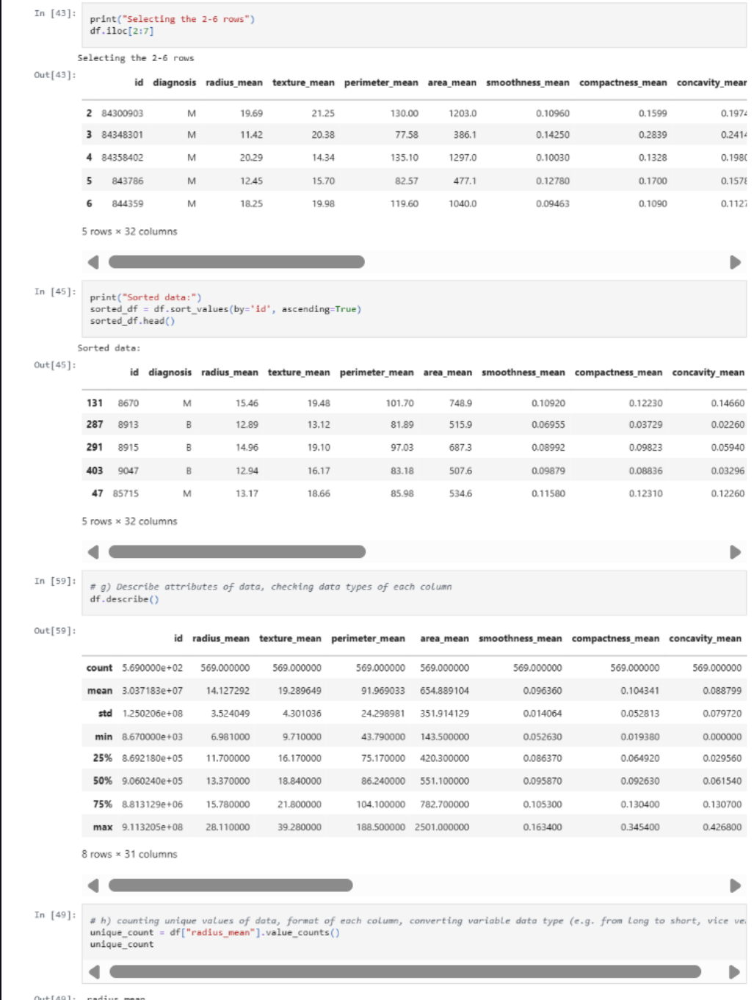 In [43]:
print("Selecting the 2-6 rows")
df.iloc[2:7]
Selecting the 2-6 rows
Out[43]:
id diagnosis radius_mean texture_mean perimeter_mean area_mean smoothness_mean compactness_mean concavity_mear
2 84300903 M 19.69 21.25 130.00 1203.0 0.10960 0.1599 0.1974
3 84348301 M 11.42 20.38 77.58 386.1 0.14250 0.2839 0.2414
4 84358402 M 20.29 14.34 135.10 1297.0 0.10030 0.1328 0.1980
5 843786 M 12.45 15.70 82.57 477.1 0.12780 0.1700 0.1578
6 844359 M 18.25 19.98 119.60 1040.0 0.09463 0.1090 0.1127
5 rows × 32 columns
In [45]:
print("Sorted data:")
sorted_df = df.sort_values(by='id', ascending=True)
sorted_df.head()
Sorted data:
Out[45]:
id diagnosis radius_mean texture_mean perimeter_mean area_mean smoothness_mean compactness_mean concavity_mean
131 8670 M 15.46 19.48 101.70 748.9 0.10920 0.12230 0.14660
287 8913 B 12.89 13.12 81.89 515.9 0.06955 0.03729 0.02260
291 8915 B 14.96 19.10 97.03 687.3 0.08992 0.09823 0.05940
403 9047 B 12.94 16.17 83.18 507.6 0.09879 0.08836 0.03296
47 85715 M 13.17 18.66 85.98 534.6 0.11580 0.12310 0.12260
5 rows × 32 columns
In [59]:
# g) Describe attributes of data, checking data types of each column
df.describe()
Out[59]:
id radius_mean texture_mean perimeter_mean area_mean smoothness_mean compactness_mean concavity_mean
count 5.690000e+02 569.000000 569.000000 569.000000 569.000000 569.000000 569.000000 569.000000
mean 3.037183e+07 14.127292 19.289649 91.969033 654.889104 0.096360 0.104341 0.088799
std 1.250206e+08 3.524049 4.301036 24.298981 351.914129 0.014064 0.052813 0.079720
min 8.670000e+03 6.981000 9.710000 43.790000 143.500000 0.052630 0.019380 0.000000
25% 8.692180e+05 11.700000 16.170000 75.170000 420.300000 0.086370 0.064920 0.029560
50% 9.060240e+05 13.370000 18.840000 86.240000 551.100000 0.095870 0.092630 0.061540
75% 8.813129e+06 15.780000 21.800000 104.100000 782.700000 0.105300 0.130400 0.130700
max 9.113205e+08 28.110000 39.280000 188.500000 2501.000000 0.163400 0.345400 0.426800
8 rows × 31 columns
In [49]:
# h) counting unique values of data, format of each column, converting variable data type (e.g. from long to short, vice ve
unique_count = df["radius_mean"].value_counts()
unique_count
Out[49]: radius_mean